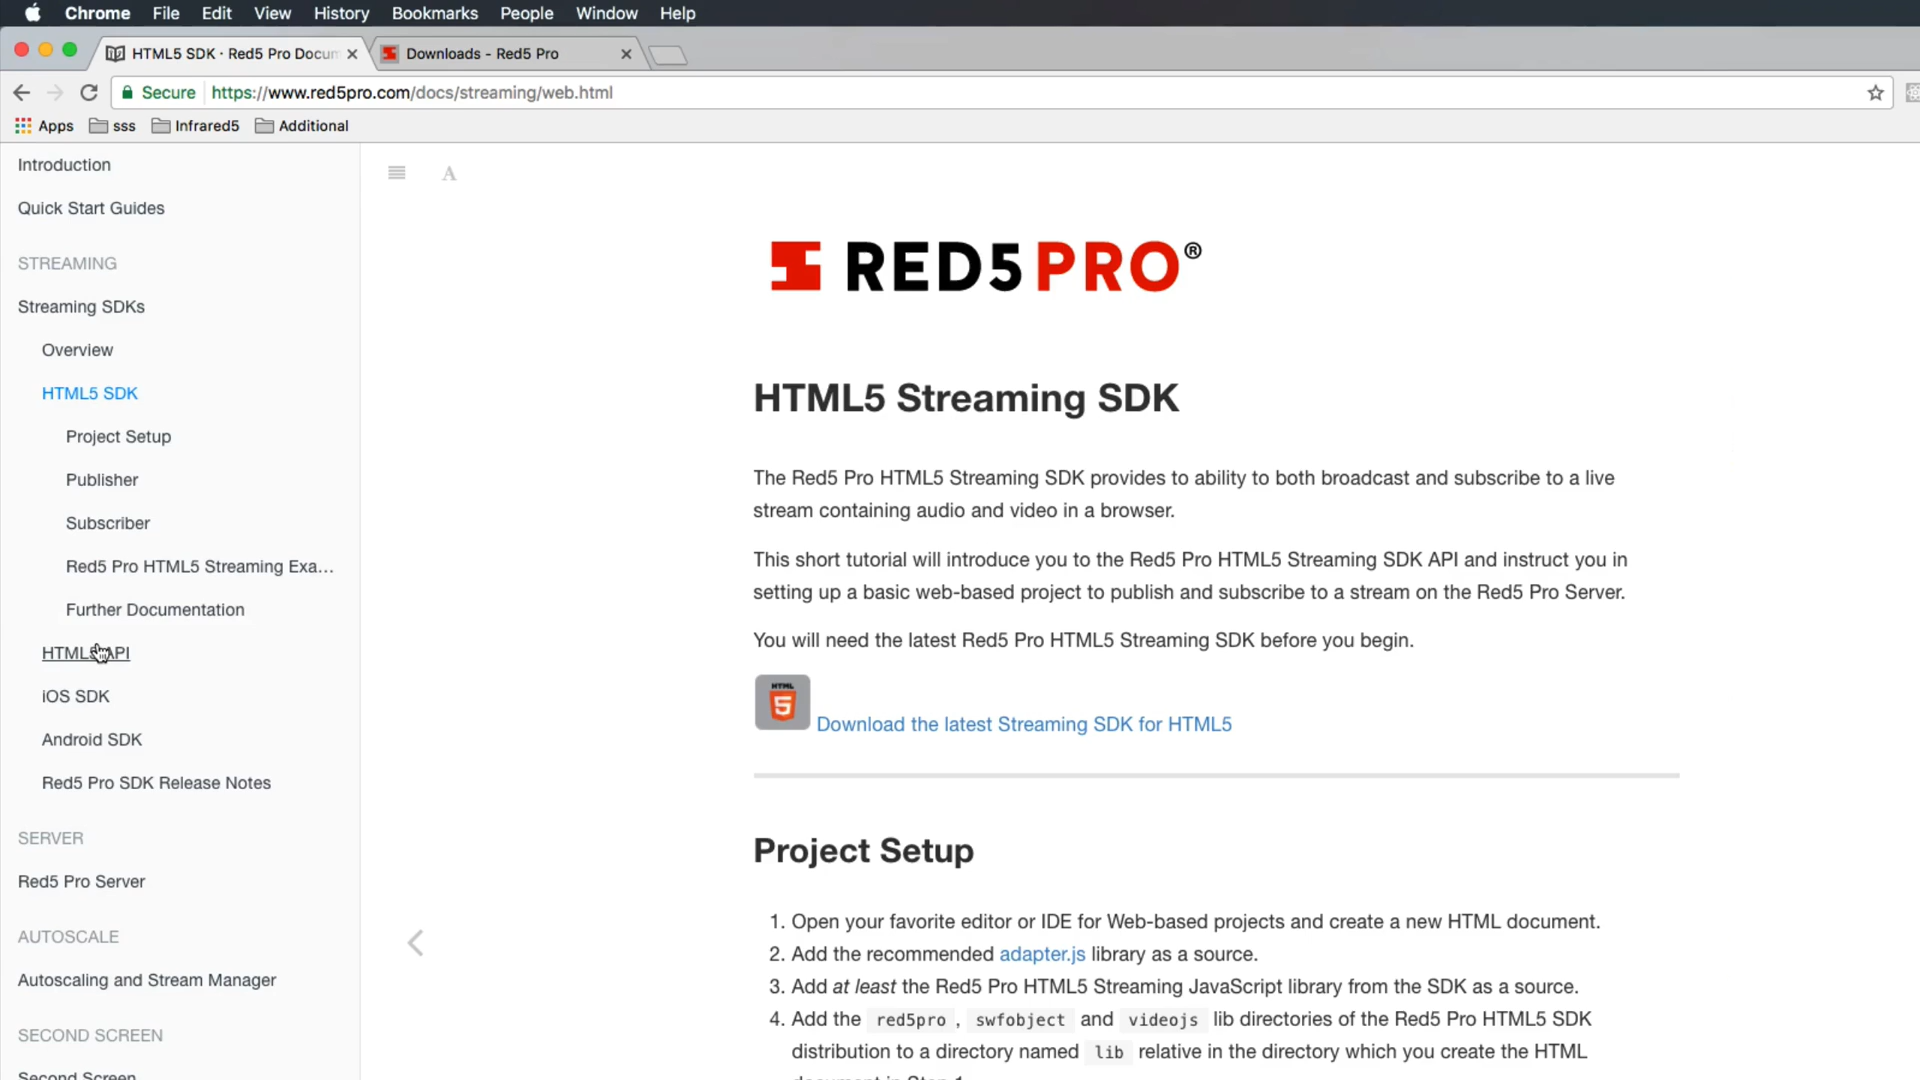 Chrome File Edit View History Bookmarks People Window Help
HTML5 SDK · Red5 Pro Docum Downloads - Red5 Pro
Secure https://www.red5pro.com/docs/streaming/web.html
Apps sss Infrared5 Additional
Introduction
A
Quick Start Guides
RED5 PRO®
STREAMING
Streaming SDKs
Overview
HTML5 SDK
HTML5 Streaming SDK
Project Setup
Publisher
The Red5 Pro HTML5 Streaming SDK provides to ability to both broadcast and subscribe to a live
stream containing audio and video in a browser.
Subscriber
Red5 Pro HTML5 Streaming Exa...
This short tutorial will introduce you to the Red5 Pro HTML5 Streaming SDK API and instruct you in
setting up a basic web-based project to publish and subscribe to a stream on the Red5 Pro Server.
Further Documentation
You will need the latest Red5 Pro HTML5 Streaming SDK before you begin.
HTML5 API
iOS SDK
HTML 5
Download the latest Streaming SDK for HTML5
Android SDK
Red5 Pro SDK Release Notes
SERVER
Project Setup
Red5 Pro Server
1. Open your favorite editor or IDE for Web-based projects and create a new HTML document.
AUTOSCALE
2. Add the recommended adapter.js library as a source.
Autoscaling and Stream Manager
3. Add at least the Red5 Pro HTML5 Streaming JavaScript library from the SDK as a source.
4. Add the red5pro , swfobject and videojs lib directories of the Red5 Pro HTML5 SDK
SECOND SCREEN
distribution to a directory named lib relative in the directory which you create the HTML
Second Screen
document in Step 1